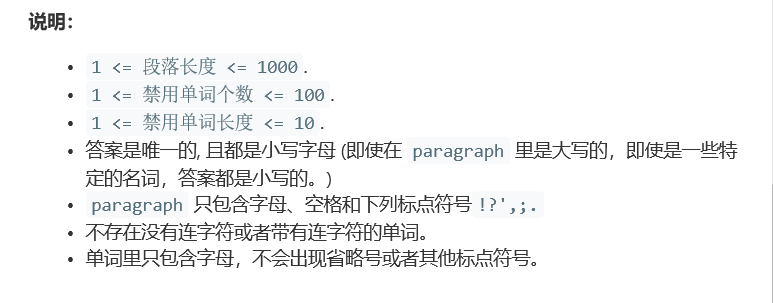 说明：
• 1 <= 段落长度 <= 1000.
• 1 <= 禁用单词个数 <= 100.
• 1 <= 禁用单词长度 <= 10.
• 答案是唯一的, 且都是小写字母 (即使在 paragraph 里是大写的，即使是一些特
定的名词，答案都是小写的。)
• paragraph 只包含字母、空格和下列标点符号 !?',;.
• 不存在没有连字符或者带有连字符的单词。
• 单词里只包含字母，不会出现省略号或者其他标点符号。